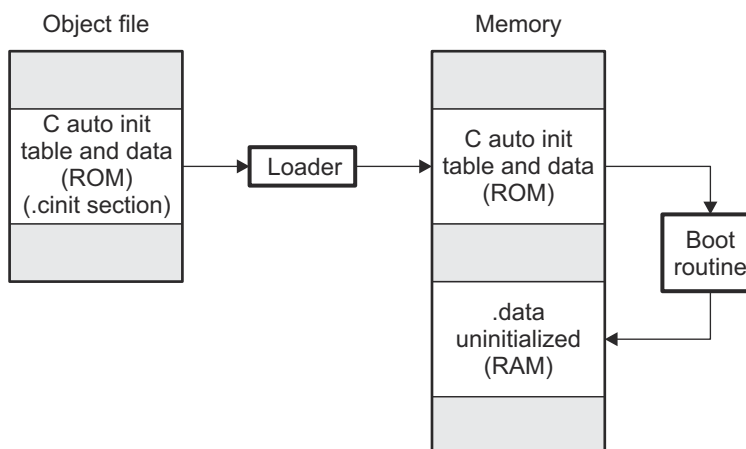 Object file
Memory
C auto init
table and data
(ROM)
(.cinit section)
Loader
C auto init
table and data
(ROM)
Boot
routine
.data
uninitialized
(RAM)